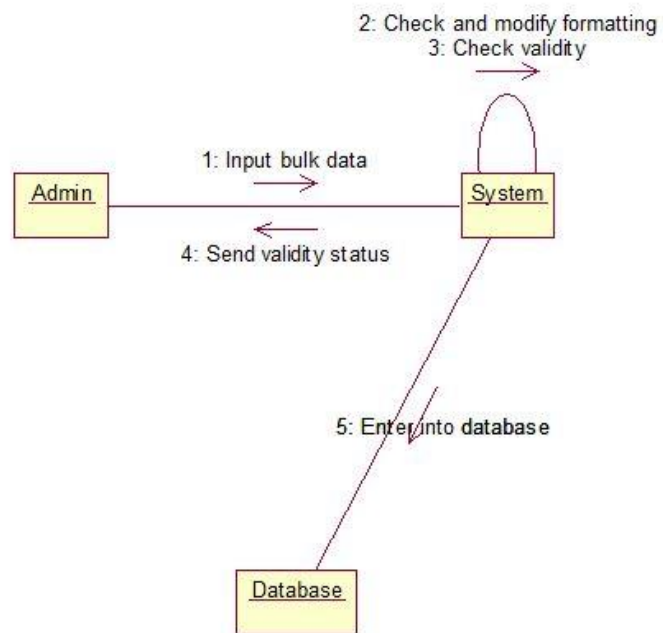 2: Check and modify formatting
3: Check validity
1: Input bulk data
Admin
System
4: Send validity status
5: Enter into database
Database